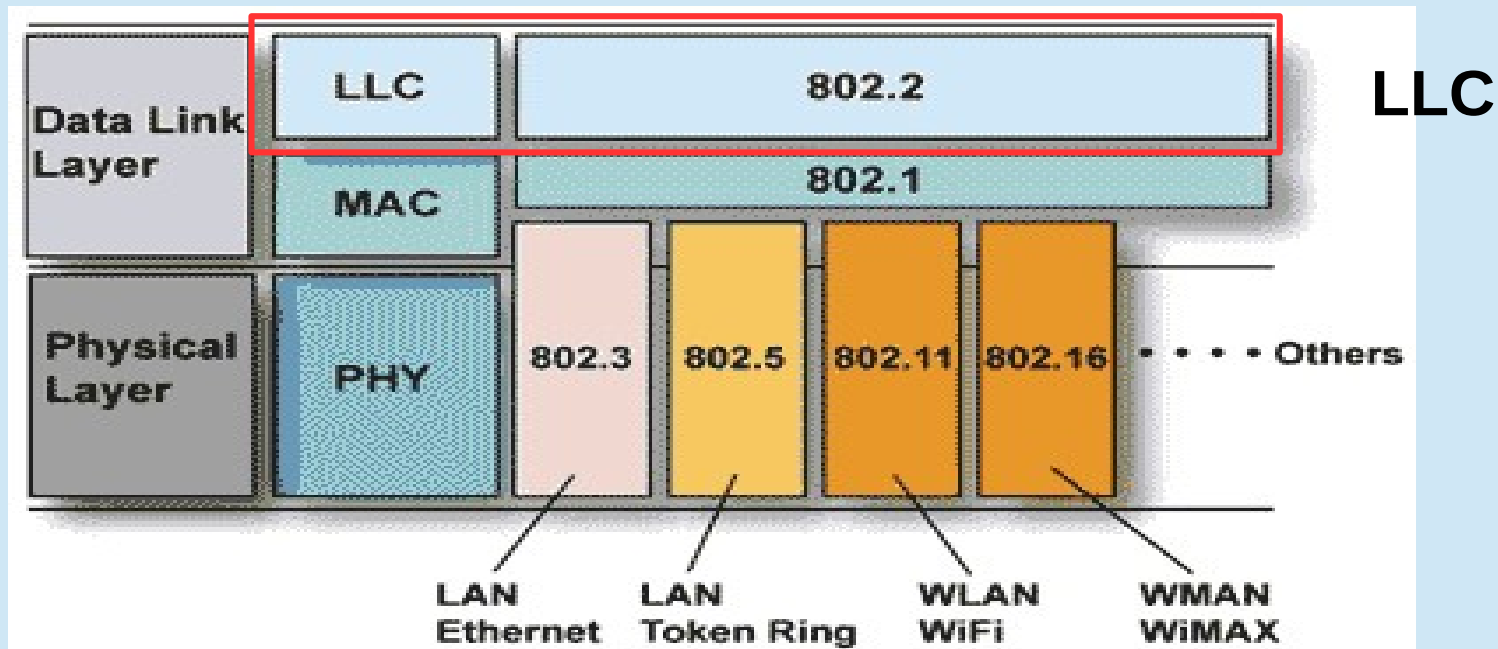 LLC
802.2
LLC
Data Link
Layer
802.1
MAC
Physical
Layer
PHY
802.3
802.5
802.11
802.16
• • • • Others
LAN
Ethernet
LAN
Token Ring
WLAN
WiFi
WMAN
WiMAX